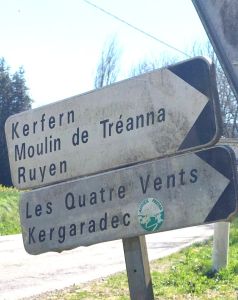 Kerfern
Moulin de Tréanna
Ruyen
Les Quatre Vents
Kergaradec